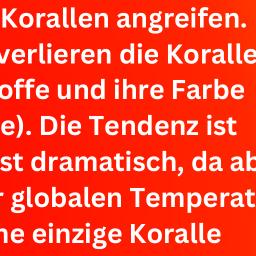 Korallen angreifen.
verlieren die Koralle
offe und ihre Farbe
e). Die Tendenz ist
st dramatisch, da ab
r globalen Temperat
ne einzige Koralle